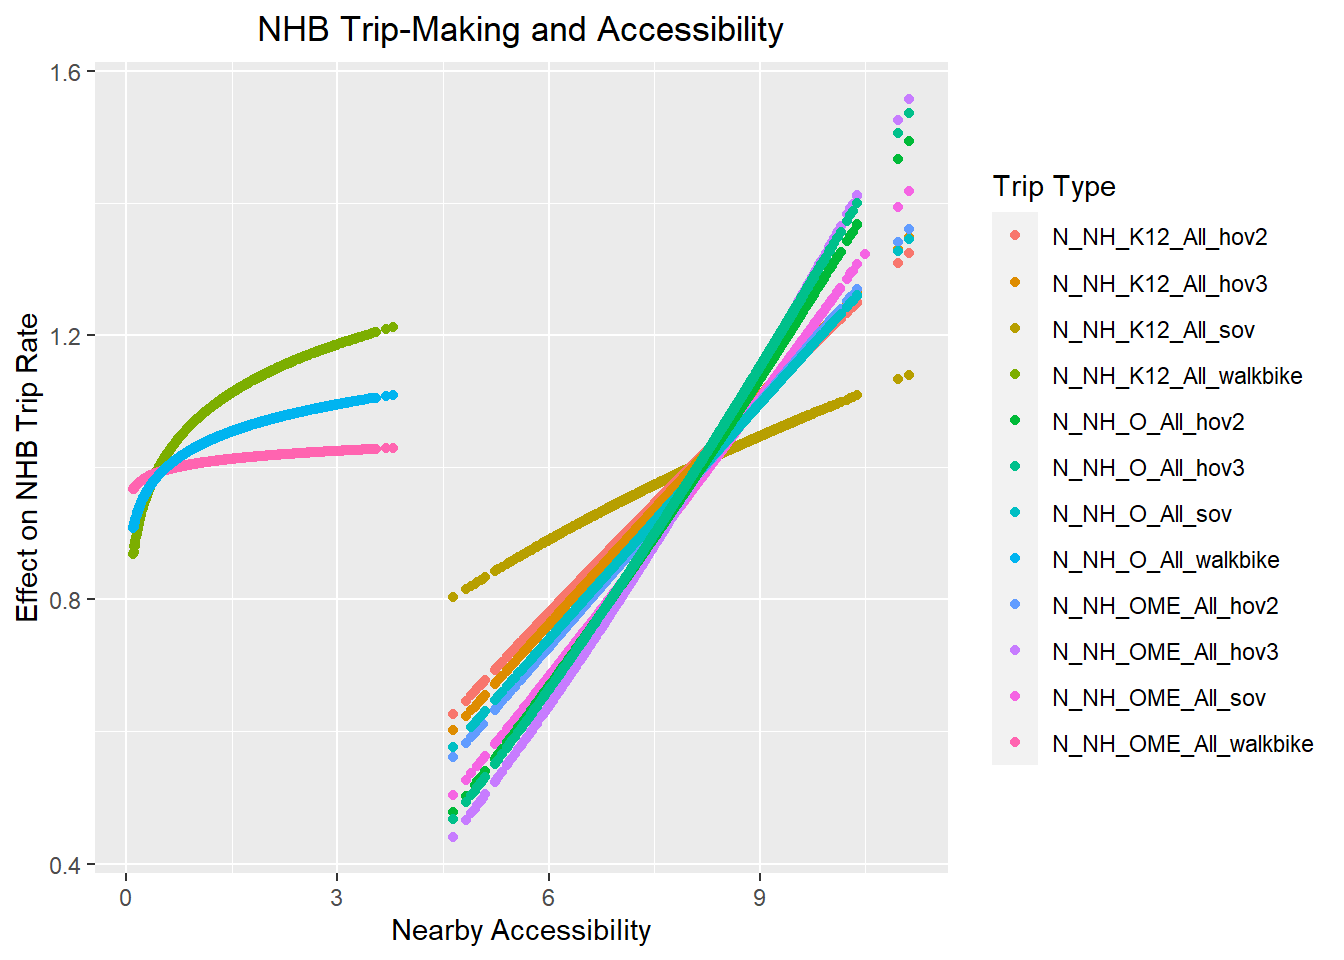 NHB Trip-Making and Accessibility
1.6
1.2
0.8
0.4
Effect on NHB Trip Rate
0
3
6
9
Nearby Accessibility
Trip Type
N_NH_K12_All_hov2
N_NH_K12_All_hov3
N_NH_K12_All_sov
N_NH_K12_All_walkbike
N_NH_O_All_hov2
N_NH_O_All_hov3
N_NH_O_All_sov
N_NH_O_All_walkbike
N_NH_OME_All_hov2
N_NH_OME_All_hov3
N_NH_OME_All_sov
N_NH_OME_All_walkbike